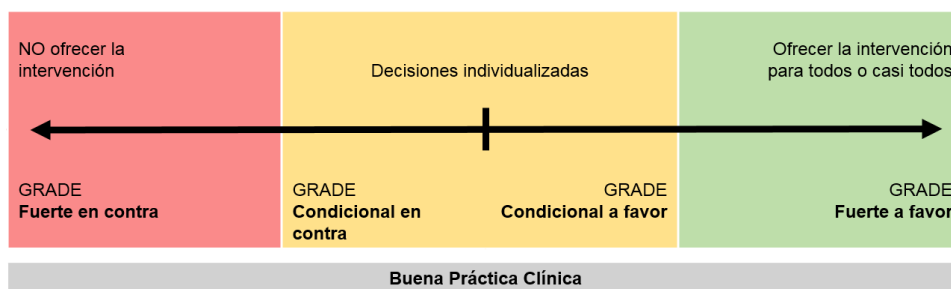 NO ofrecer la
intervención
Decisiones individualizadas
Ofrecer la intervención
para todos o casi todos
GRADE
Fuerte en contra
GRADE
Condicional en
contra
GRADE
Condicional a favor
GRADE
Fuerte a favor
Buena Práctica Clínica